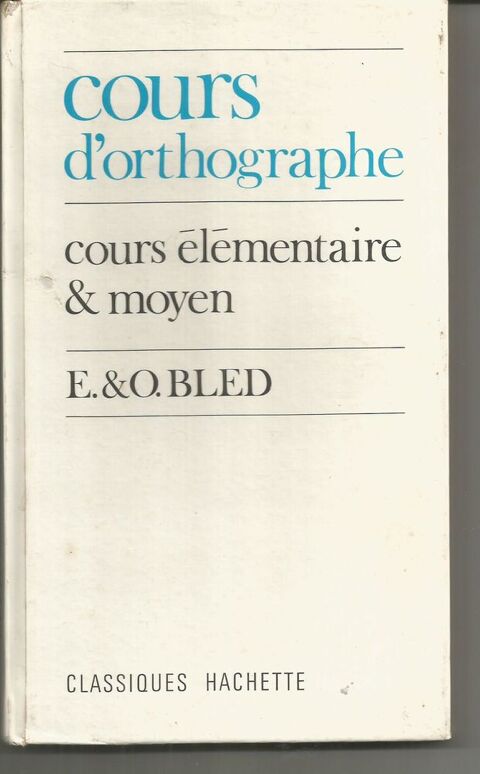 cours
d'orthographe
cours élémentaire
& moyen
E. & O. BLED
CLASSIQUES HACHETTE